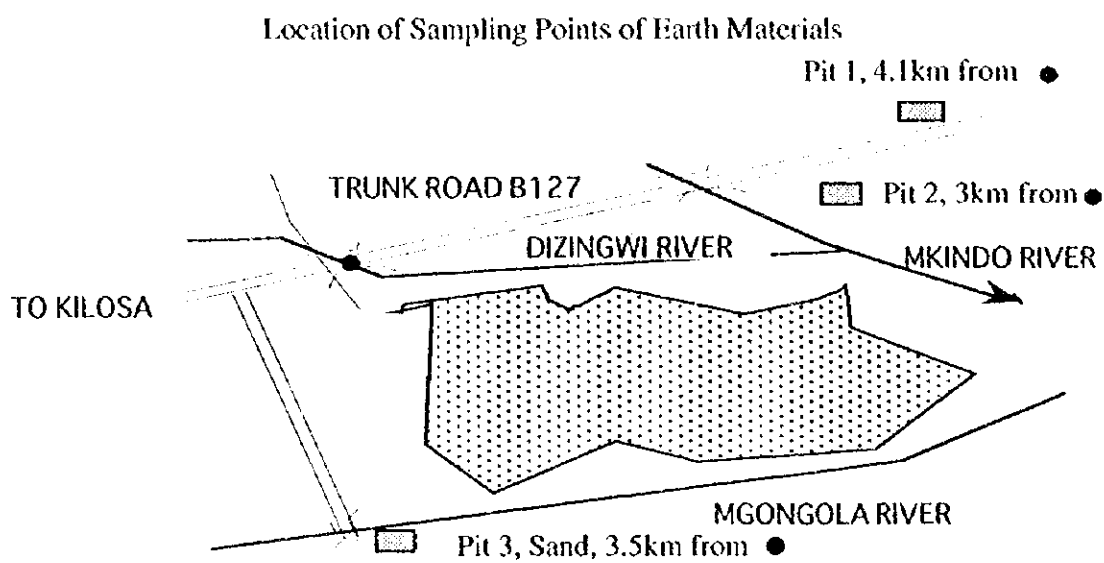 Location of Sampling Points of Earth Materials
Pit 1, 4.1km from ●
TRUNK ROAD B127
Pit 2, 3km from ●
DIZINGWI RIVER
MKINDO RIVER
TO KILOSA
MGONGOLA RIVER
Pit 3, Sand, 3.5km from ●